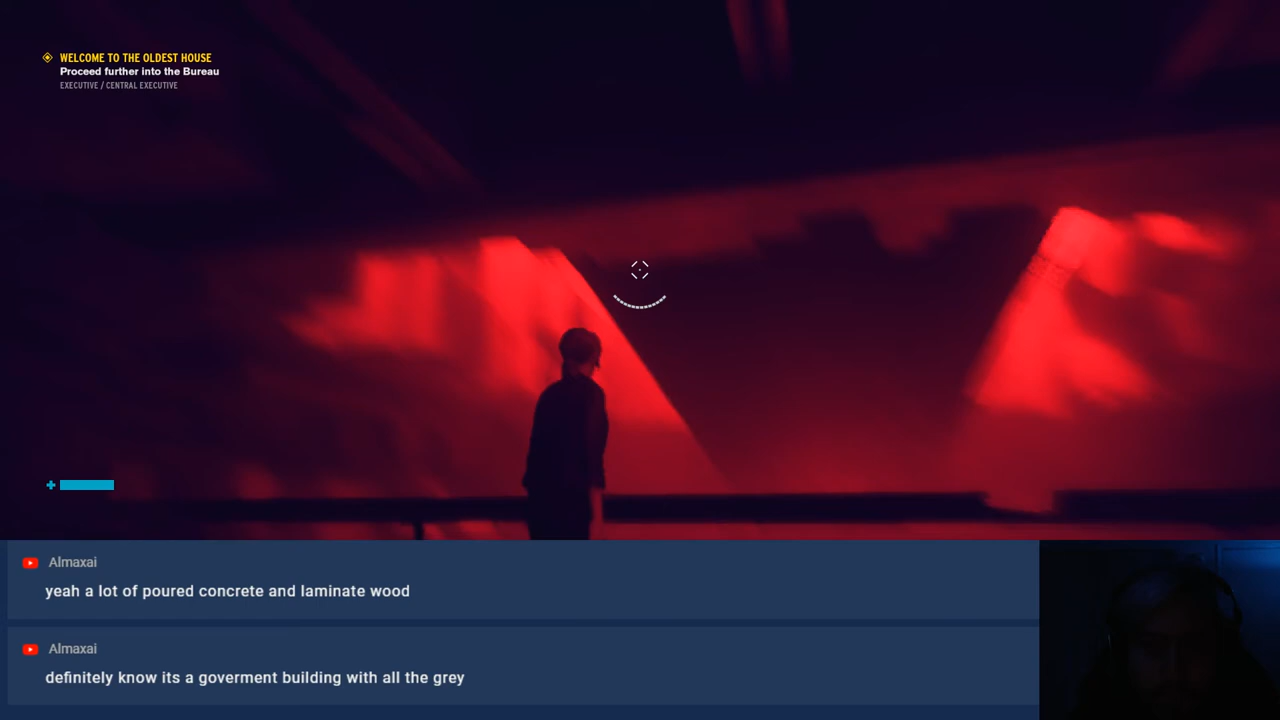 WELCOME TO THE OLDEST HOUSE
Proceed further into the Bureau
EXECUTIVE / CENTRAL EXECUTIVE
Almaxai
yeah a lot of poured concrete and laminate wood
Almaxai
definitely know its a goverment building with all the grey